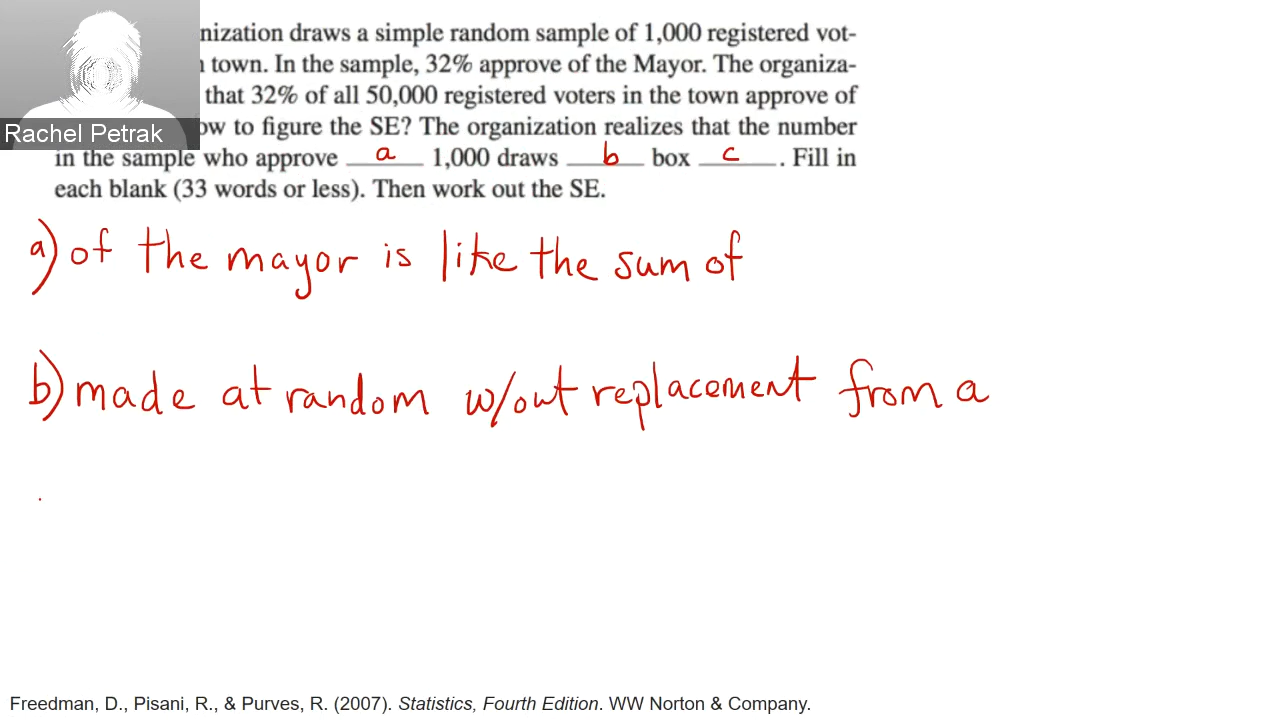 nization draws a simple random sample of 1,000 registered vot-
town. In the sample, 32% approve of the Mayor. The organiza-
that 32% of all 50,000 registered voters in the town approve of
Rachel Petrak
ow to figure the SE? The organization realizes that the number
in the sample who approve a 1,000 draws b box c. Fill in
each blank (33 words or less). Then work out the SE.
a) of the mayor is like the sum of
b) made at random w/out replacement from a
Freedman, D., Pisani, R., & Purves, R. (2007). Statistics, Fourth Edition. WW Norton & Company.